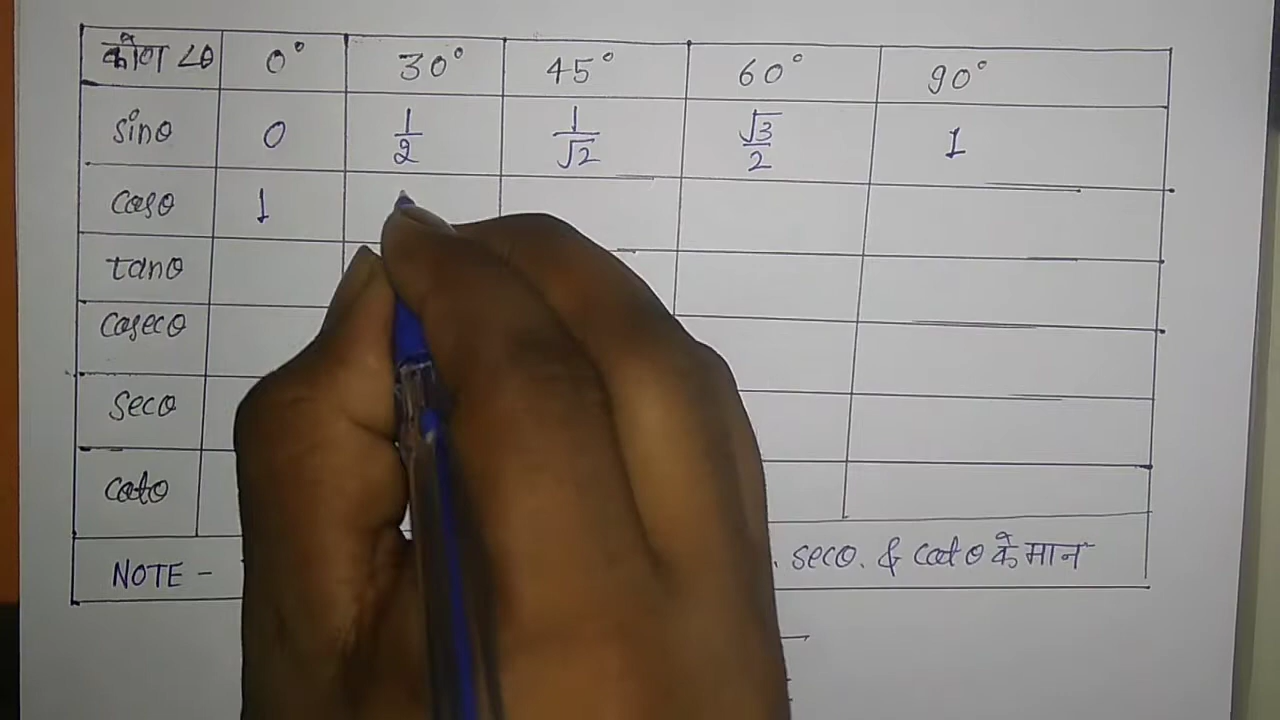 कोण ∠θ 0° 30° 45° 60° 90°
sinθ 0 1/2 1/√2 √3/2 1
cosθ 1
tanθ
cosecθ
secθ
cotθ
NOTE - secθ. & cotθ के मान